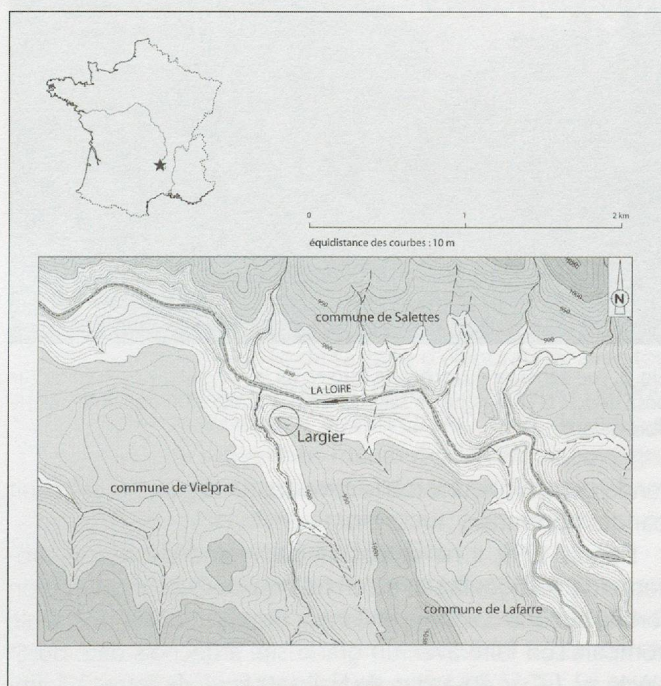 0 1 2 km
équidistance des courbes : 10 m
N
commune de Salettes
LA LOIRE
Largier
commune de Vielprat
commune de Lafarre